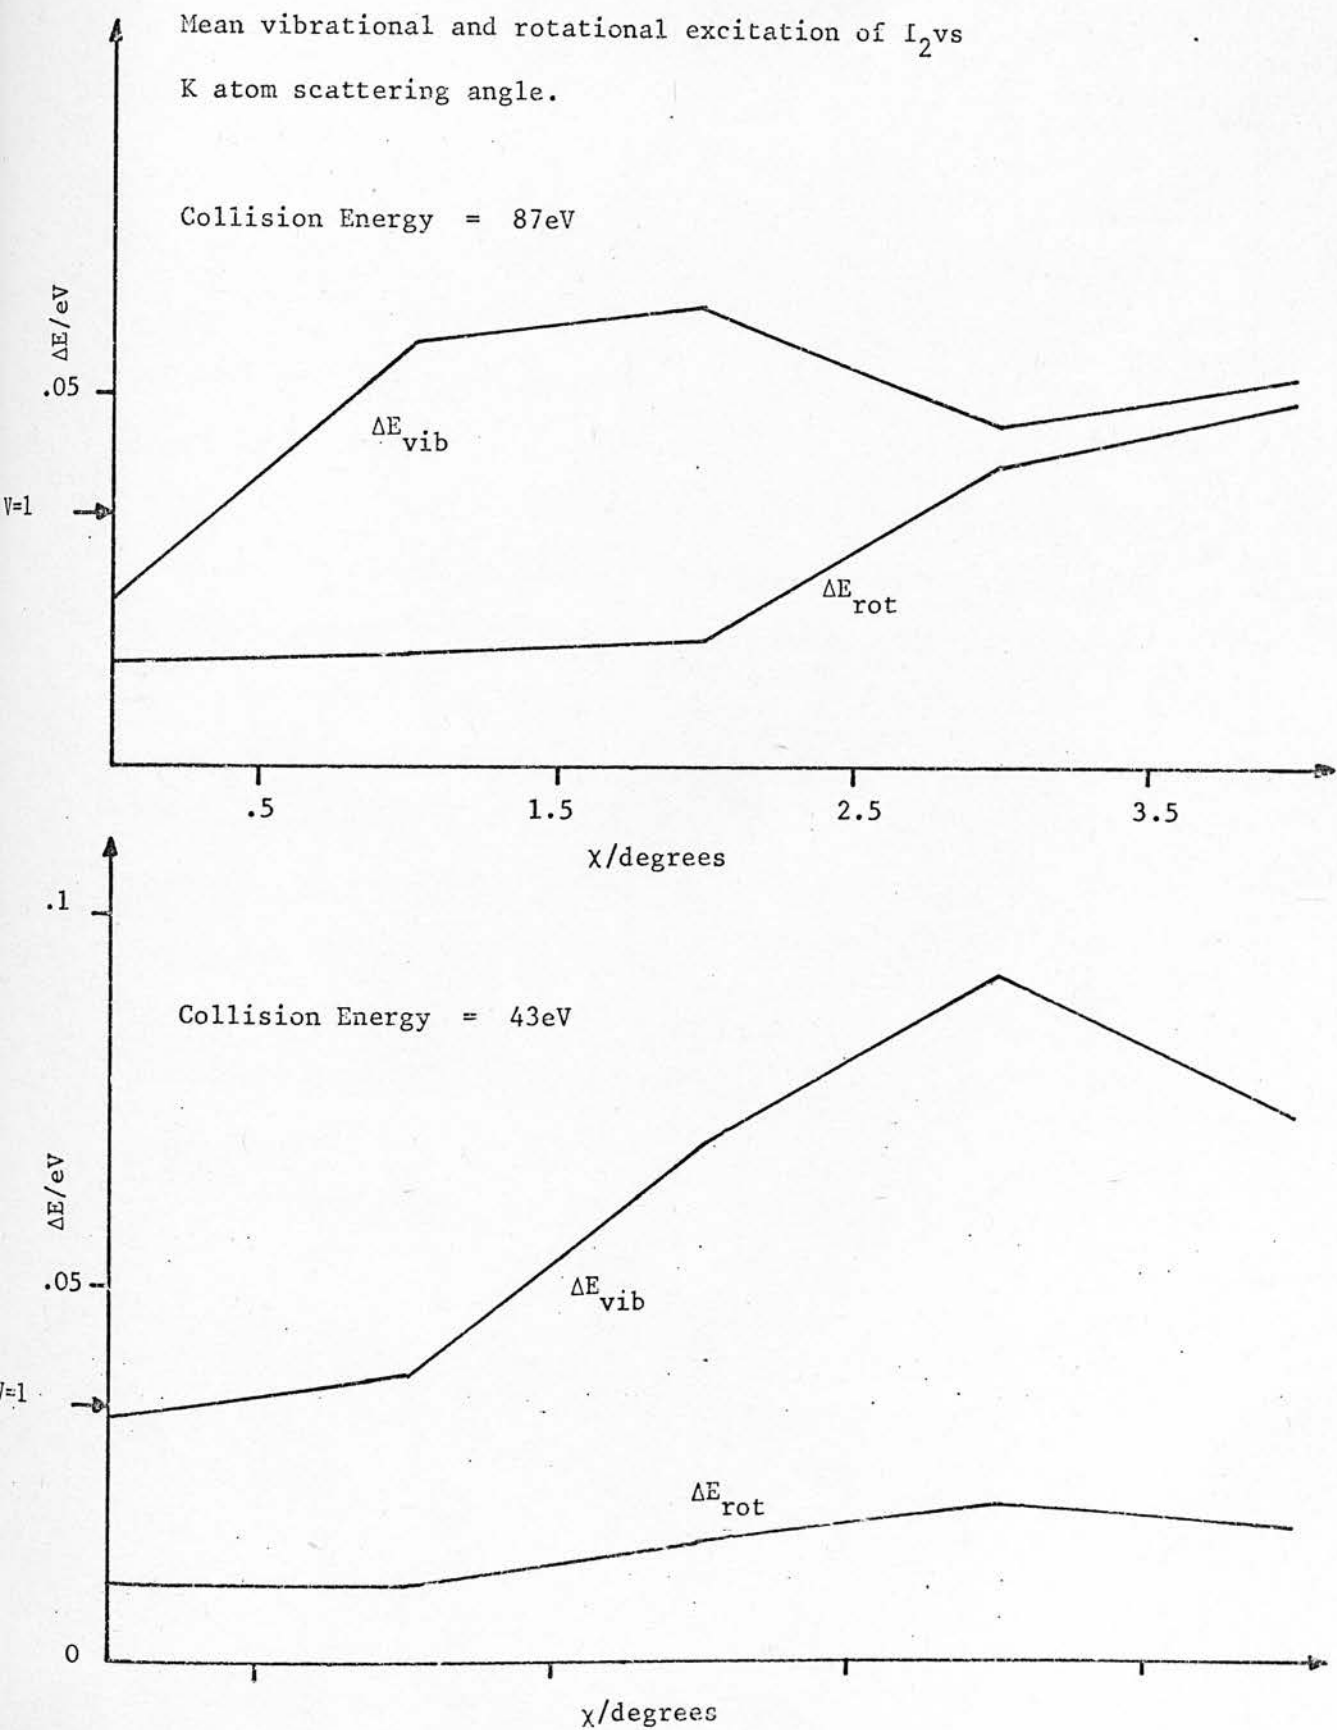 Mean vibrational and rotational excitation of I2 vs
K atom scattering angle.
Collision Energy = 87eV
ΔE/eV
.05
ΔEvib
V=1
ΔErot
.5 1.5 2.5 3.5
χ/degrees
.1
Collision Energy = 43eV
ΔE/eV
.05
ΔEvib
V=1
ΔErot
0
χ/degrees